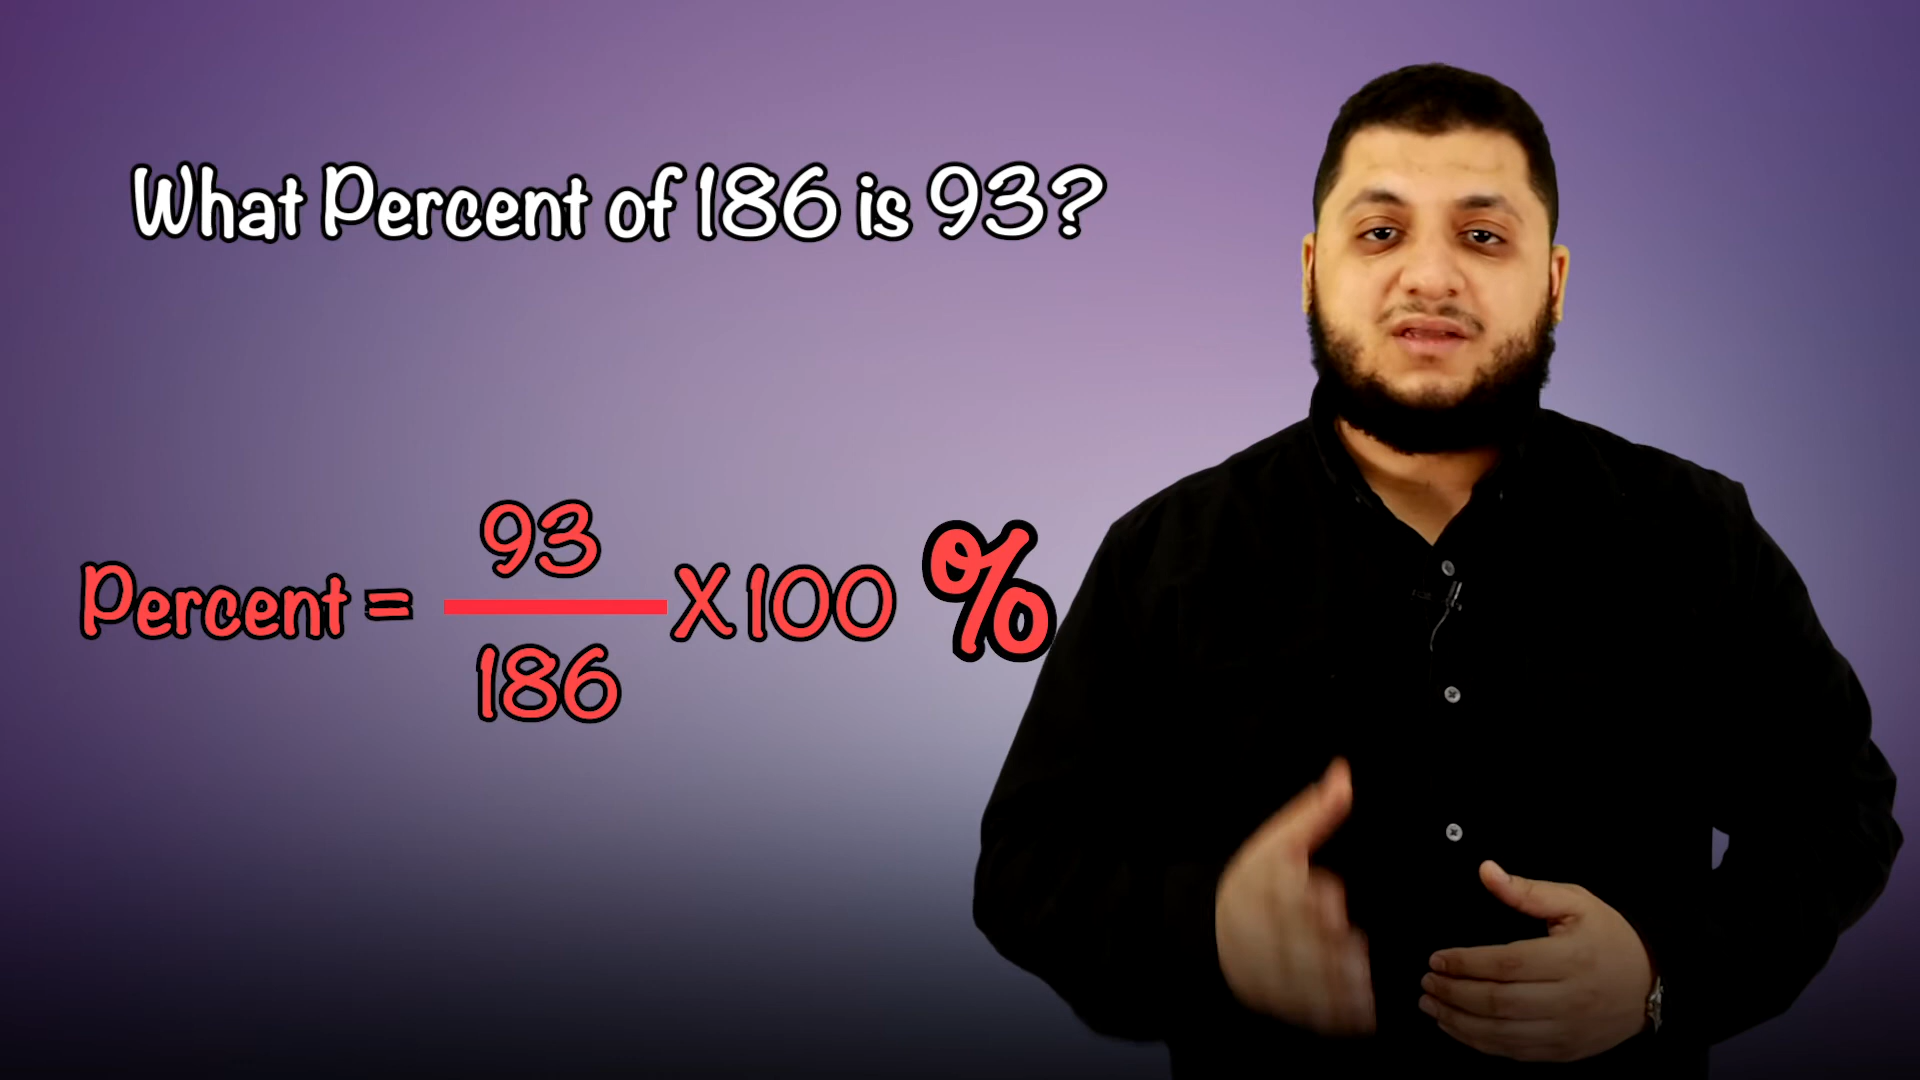 What Percent of 186 is 93?
93
Percent = X 100 %
186